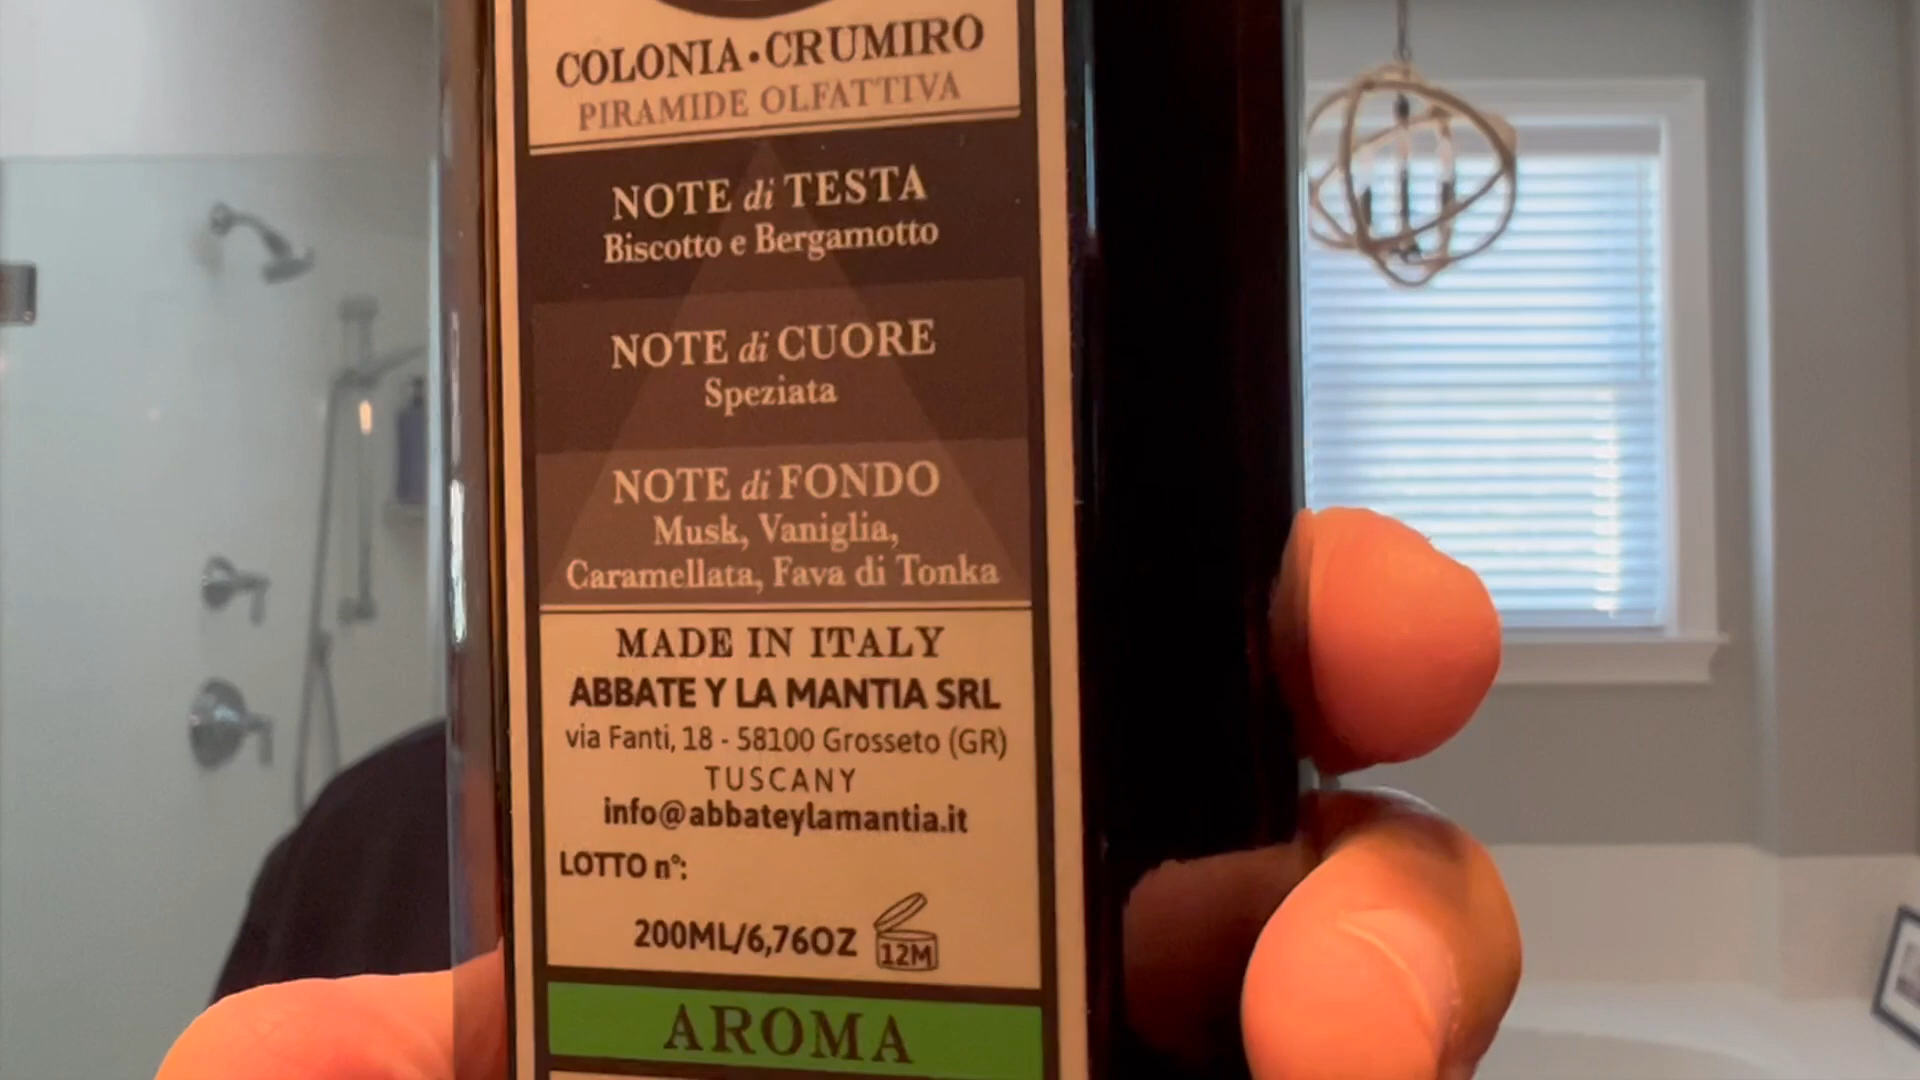 COLONIA • CRUMIRO
PIRAMIDE OLFATTIVA
NOTE di TESTA
Biscotto e Bergamotto
NOTE di CUORE
Speziata
NOTE di FONDO
Musk, Vaniglia,
Caramellata, Fava di Tonka
MADE IN ITALY
ABBATE Y LA MANTIA SRL
via Fanti, 18 - 58100 Grosseto (GR)
TUSCANY
info@abbateylamantia.it
LOTTO n°:
200ML/6,76OZ 12M
AROMA